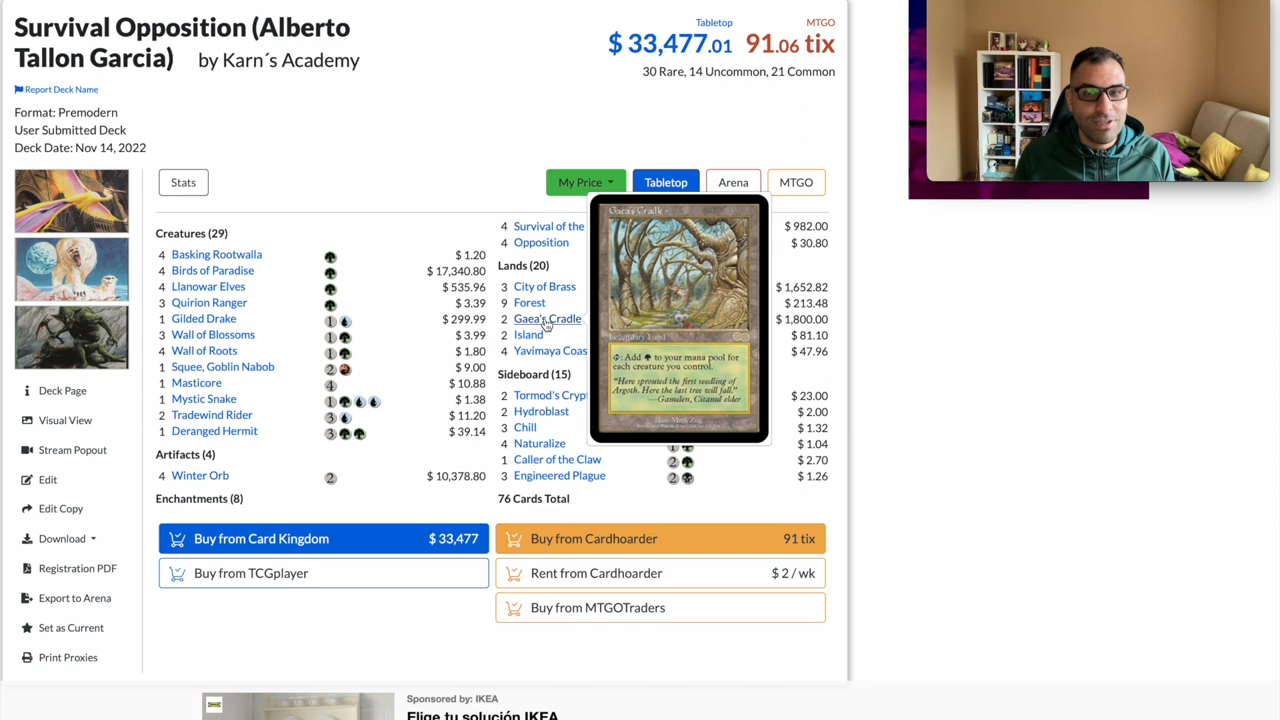 Survival Opposition (Alberto
Tallon Garcia) by Karn´s Academy
Tabletop
$ 33,477.01
MTGO
91.06 tix
30 Rare, 14 Uncommon, 21 Common
Report Deck Name
Format: Premodern
User Submitted Deck
Deck Date: Nov 14, 2022
Stats
My Price
Tabletop
Arena
MTGO
Creatures (29)
4 Basking Rootwalla $ 1.20
4 Birds of Paradise $ 17,340.80
4 Llanowar Elves $ 535.96
3 Quirion Ranger $ 3.39
1 Gilded Drake 1 $ 299.99
3 Wall of Blossoms 1 $ 3.99
4 Wall of Roots 1 $ 1.80
1 Squee, Goblin Nabob 2 $ 9.00
1 Masticore 4 $ 10.88
1 Mystic Snake 1 $ 1.38
2 Tradewind Rider 3 $ 11.20
1 Deranged Hermit 3 $ 39.14
Artifacts (4)
4 Winter Orb 2 $ 10,378.80
Enchantments (8)
4 Survival of the $ 982.00
4 Opposition $ 30.80
Lands (20)
3 City of Brass $ 1,652.82
9 Forest $ 213.48
2 Gaea's Cradle $ 1,800.00
2 Island $ 81.10
4 Yavimaya Coas $ 47.96
Sideboard (15)
2 Tormod's Cryp $ 23.00
2 Hydroblast $ 2.00
3 Chill $ 1.32
4 Naturalize 1 $ 1.04
1 Caller of the Claw 2 $ 2.70
3 Engineered Plague 2 $ 1.26
76 Cards Total
Gaea's Cradle
Legendary Land
: Add to your mana pool for
each creature you control.
"Here sprouted the first seedling of
Argoth. Here the last tree will fall."
—Gamelen, Citanul elder
Deck Page
Visual View
Stream Popout
Edit
Edit Copy
Download
Registration PDF
Export to Arena
Set as Current
Print Proxies
Buy from Card Kingdom $ 33,477
Buy from TCGplayer
Buy from Cardhoarder 91 tix
Rent from Cardhoarder $ 2 / wk
Buy from MTGOTraders
Sponsored by: IKEA
Elige tu solución IKEA.